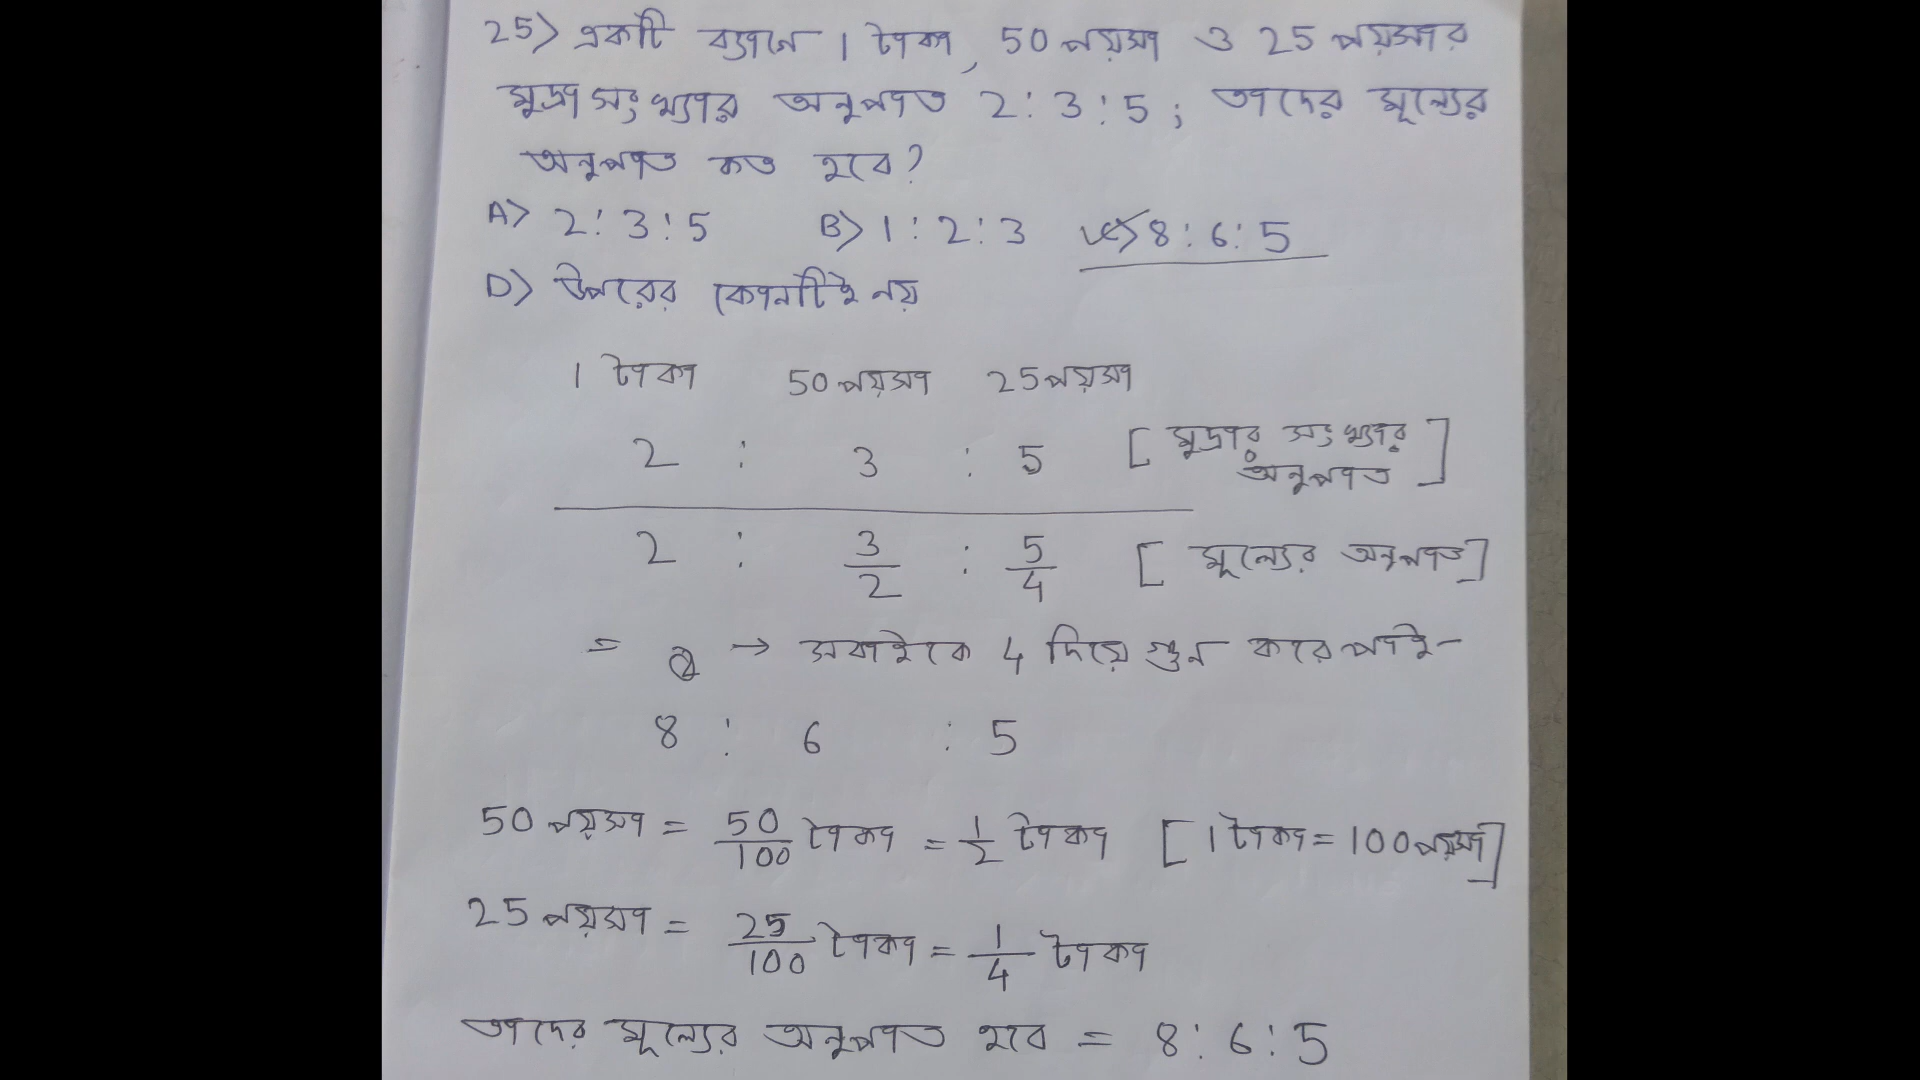 25) একটি ব্যাগে 1 টাকা, 50 পয়সা ও 25 পয়সার
মুদ্রাসংখ্যার অনুপাত 2:3:5; তাদের মূল্যের
অনুপাত কত হবে?
A) 2:3:5 B) 1:2:3 C) 8:6:5
D) উপরের কোনটিই নয়
1 টাকা 50 পয়সা 25 পয়সা
2 : 3 : 5 [মুদ্রার সংখ্যার
অনুপাত]
2 : 3/2 : 5/4 [মূল্যের অনুপাত]
= → সবাইকে 4 দিয়ে গুন করে পাই-
8 : 6 : 5
50 পয়সা = 50/100 টাকা = 1/2 টাকা [1 টাকা = 100 পয়সা]
25 পয়সা = 25/100 টাকা = 1/4 টাকা
তাদের মূল্যের অনুপাত হবে = 8:6:5